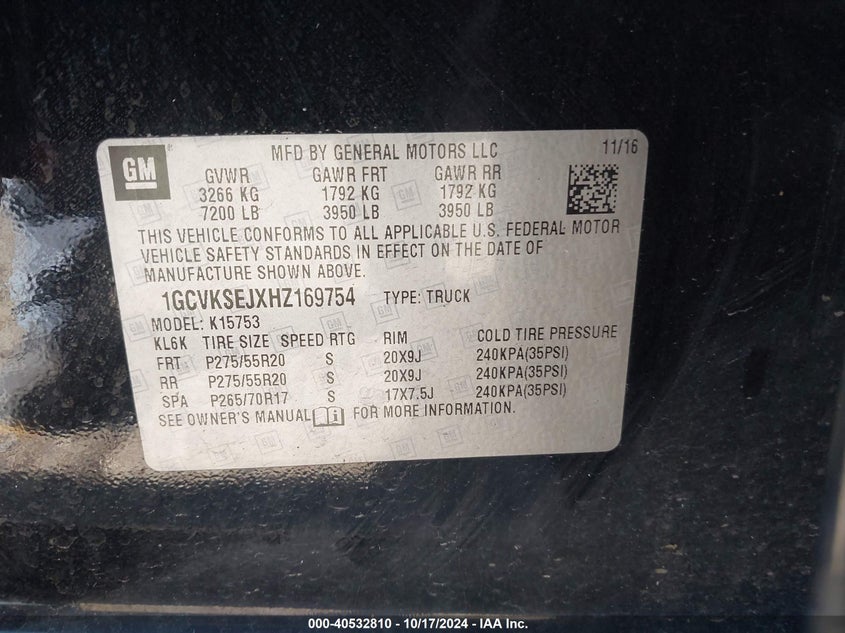 GM
MFD BY GENERAL MOTORS LLC 11/16
GVWR GAWR FRT GAWR RR
3266 KG 1792 KG 1792 KG
7200 LB 3950 LB 3950 LB
THIS VEHICLE CONFORMS TO ALL APPLICABLE U.S. FEDERAL MOTOR
VEHICLE SAFETY STANDARDS IN EFFECT ON THE DATE OF
MANUFACTURE SHOWN ABOVE.
1GCVKSEJXHZ169754 TYPE: TRUCK
MODEL: K15753
KL6K TIRE SIZE SPEED RTG RIM COLD TIRE PRESSURE
FRT P275/55R20 S 20X9J 240KPA(35PSI)
RR P275/55R20 S 20X9J 240KPA(35PSI)
SPA P265/70R17 S 17X7.5J 240KPA(35PSI)
SEE OWNER'S MANUAL FOR MORE INFORMATION.
000-40532810 - 10/17/2024 - IAA Inc.